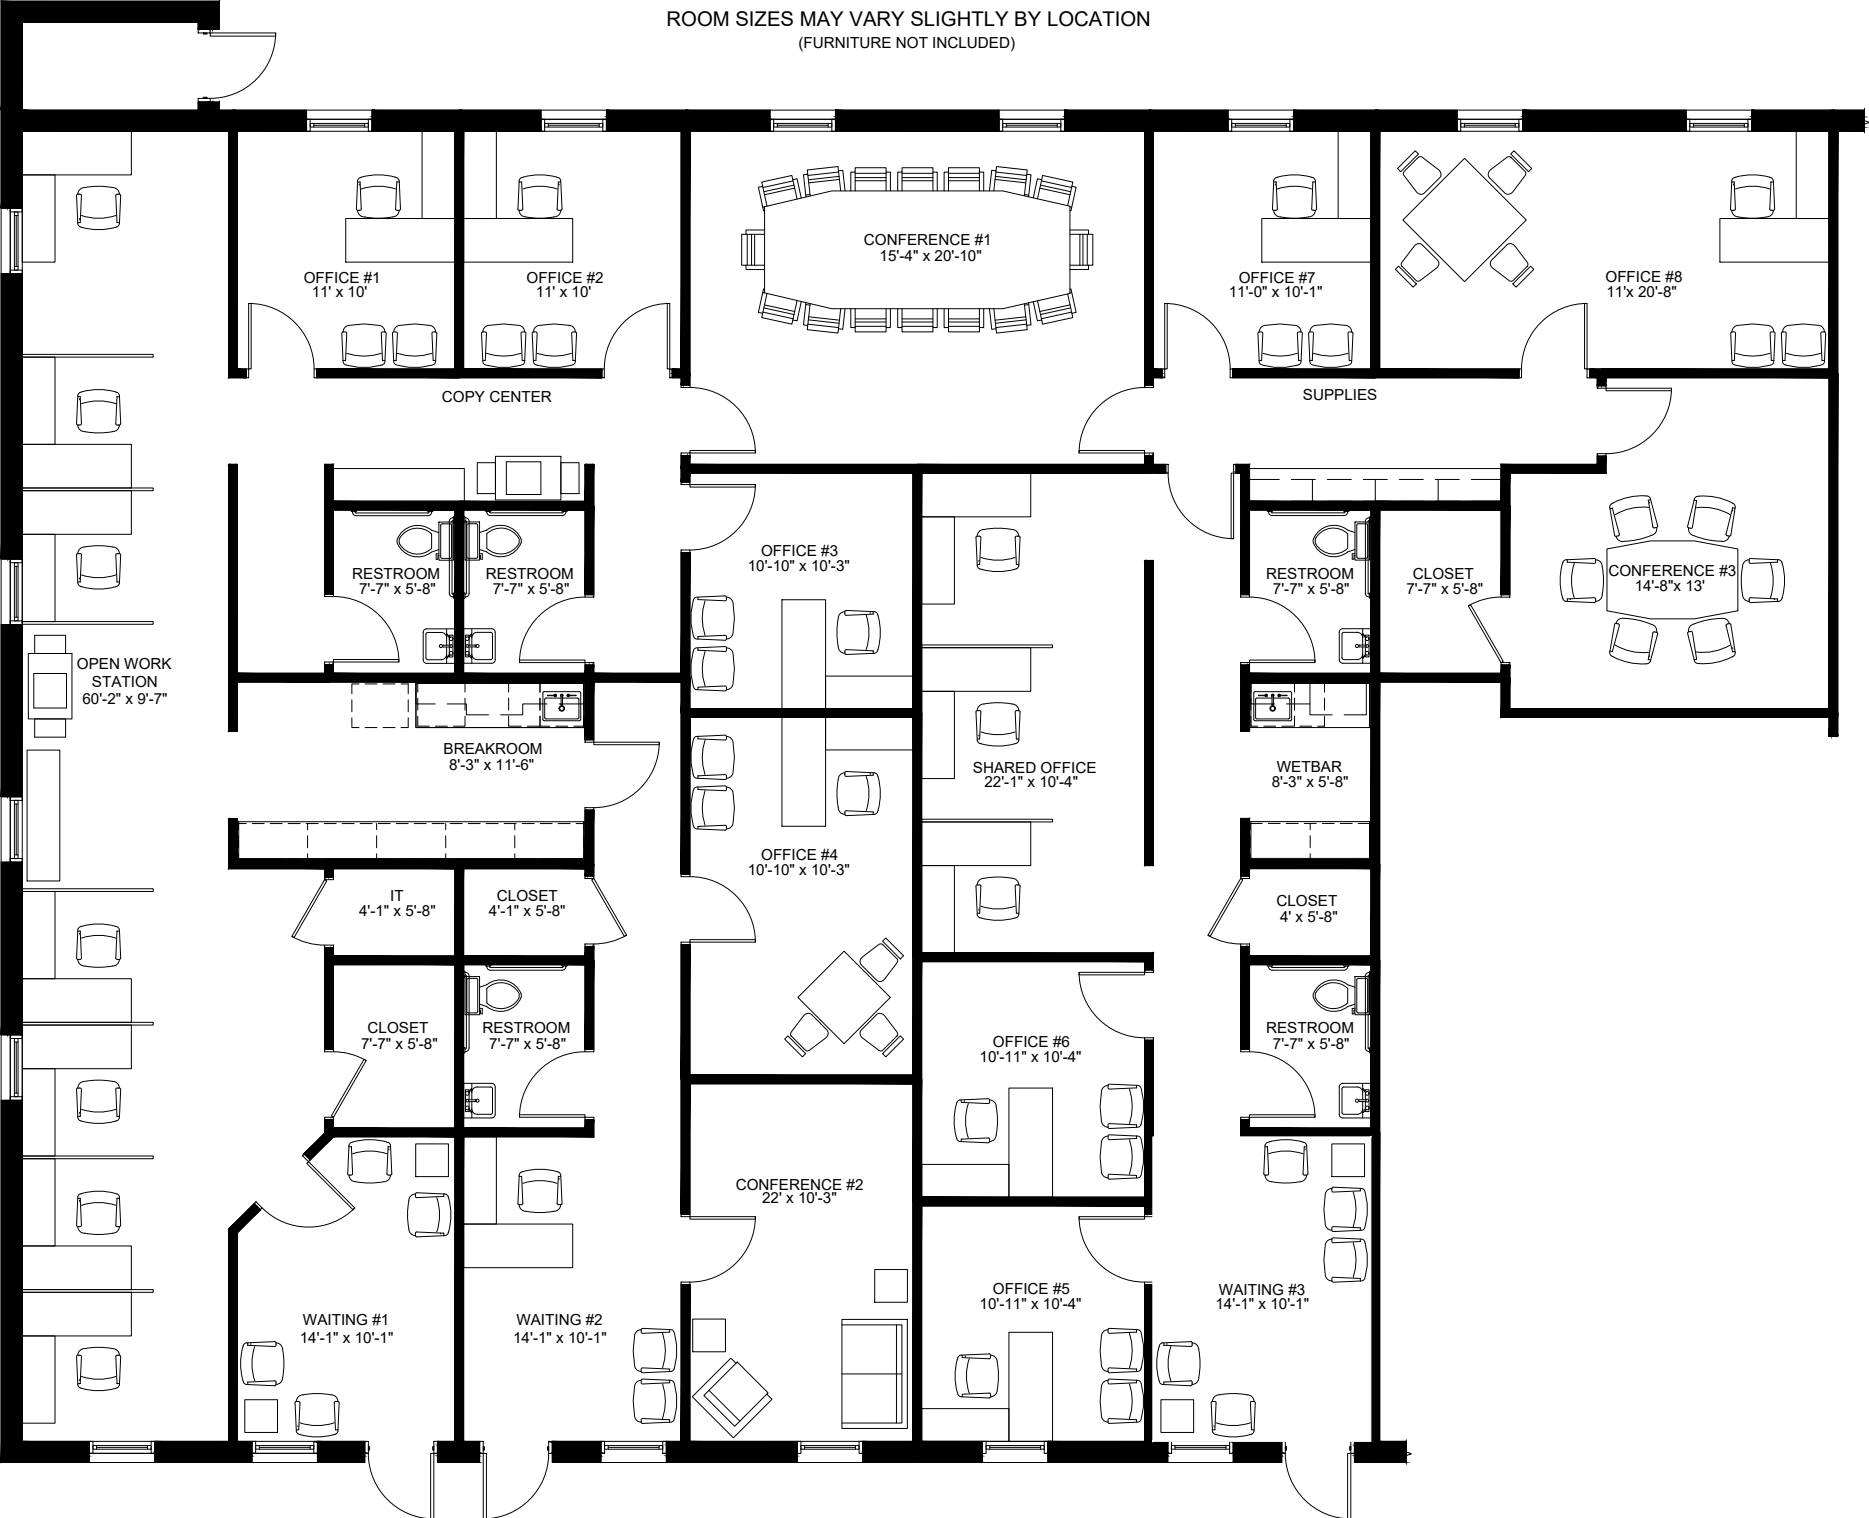 ROOM SIZES MAY VARY SLIGHTLY BY LOCATION
(FURNITURE NOT INCLUDED)
CONFERENCE #1
15'-4" x 20'-10"
OFFICE #1
11' x 10'
OFFICE #2
11' x 10'
OFFICE #7
11'-0" x 10'-1"
OFFICE #8
11'x 20'-8"
COPY CENTER
SUPPLIES
OFFICE #3
10'-10" x 10'-3"
RESTROOM
7'-7" x 5'-8"
RESTROOM
7'-7" x 5'-8"
RESTROOM
7'-7" x 5'-8"
CLOSET
7'-7" x 5'-8"
CONFERENCE #3
14'-8"x 13'
OPEN WORK
STATION
60'-2" x 9'-7"
BREAKROOM
8'-3" x 11'-6"
SHARED OFFICE
22'-1" x 10'-4"
WETBAR
8'-3" x 5'-8"
OFFICE #4
10'-10" x 10'-3"
IT
4'-1" x 5'-8"
CLOSET
4'-1" x 5'-8"
CLOSET
4' x 5'-8"
CLOSET
7'-7" x 5'-8"
RESTROOM
7'-7" x 5'-8"
OFFICE #6
10'-11" x 10'-4"
RESTROOM
7'-7" x 5'-8"
CONFERENCE #2
22' x 10'-3"
OFFICE #5
10'-11" x 10'-4"
WAITING #3
14'-1" x 10'-1"
WAITING #1
14'-1" x 10'-1"
WAITING #2
14'-1" x 10'-1"